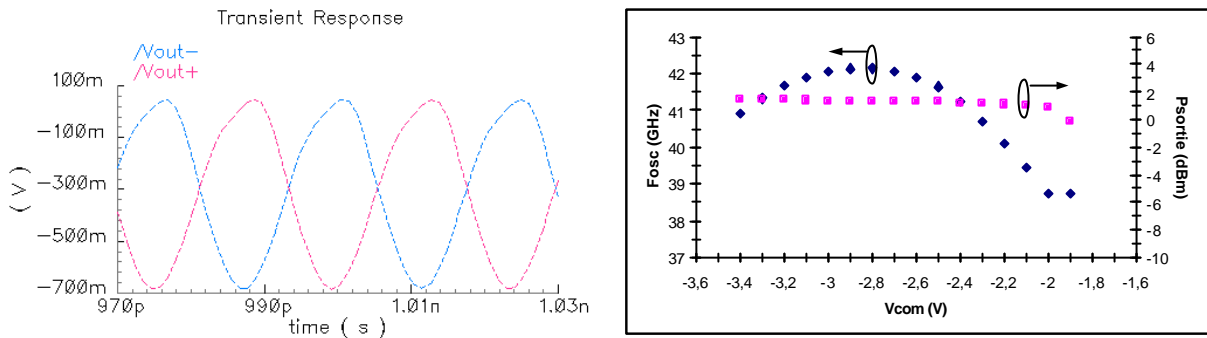 Transient Response
/Vout−
/Vout+
100m
−100m
−300m
−500m
−700m
( V )
970p 990p 1.01n 1.03n
time ( s )
43
42
41
40
39
38
37
Fosc (GHz)
6
4
2
0
-2
-4
-6
-8
-10
Psortie (dBm)
-3,6 -3,4 -3,2 -3 -2,8 -2,6 -2,4 -2,2 -2 -1,8 -1,6
Vcom (V)